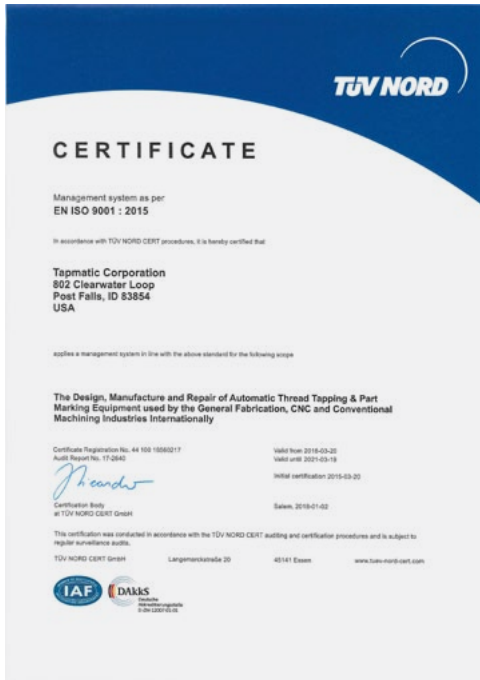 TÜV NORD
CERTIFICATE
Management system as per
EN ISO 9001 : 2015
In accordance with TÜV NORD CERT procedures, it is hereby certified that
Tapmatic Corporation
802 Clearwater Loop
Post Falls, ID 83854
USA
applies a management system in line with the above standard for the following scope
The Design, Manufacture and Repair of Automatic Thread Tapping & Part
Marking Equipment used by the General Fabrication, CNC and Conventional
Machining Industries Internationally
Certificate Registration No. 44 100 Valid from 2018-03-20
Audit Report No. 17-2640 Valid until 2021-03-19
Initial certification 2015-03-20
Certification Body Salem, 2018-01-02
at TÜV NORD CERT GmbH
This certification was conducted in accordance with the TÜV NORD CERT auditing and certification procedures and is subject to
regular surveillance audits.
TÜV NORD CERT GmbH Langemarckstraße 20 45141 Essen www.tuev-nord-cert.com
IAF DAkkS
Deutsche
Akkreditierungsstelle